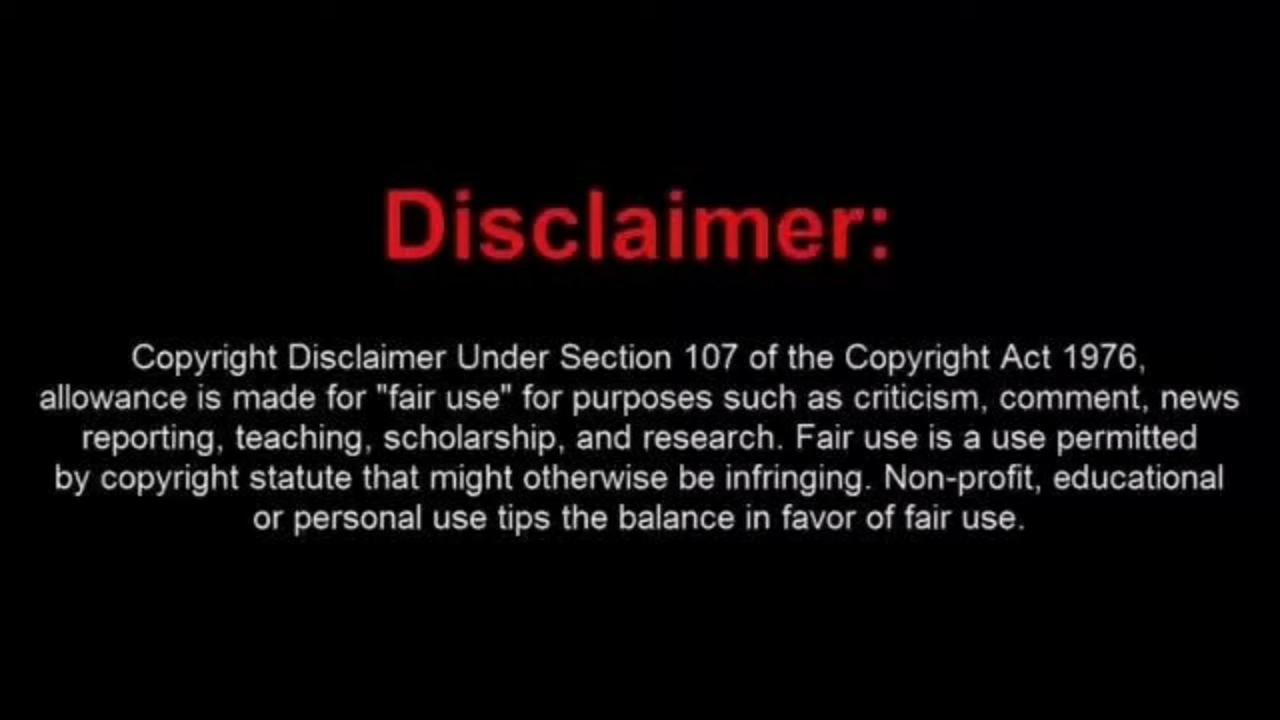 Disclaimer:
Copyright Disclaimer Under Section 107 of the Copyright Act 1976,
allowance is made for "fair use" for purposes such as criticism, comment, news
reporting, teaching, scholarship, and research. Fair use is a use permitted
by copyright statute that might otherwise be infringing. Non-profit, educational
or personal use tips the balance in favor of fair use.